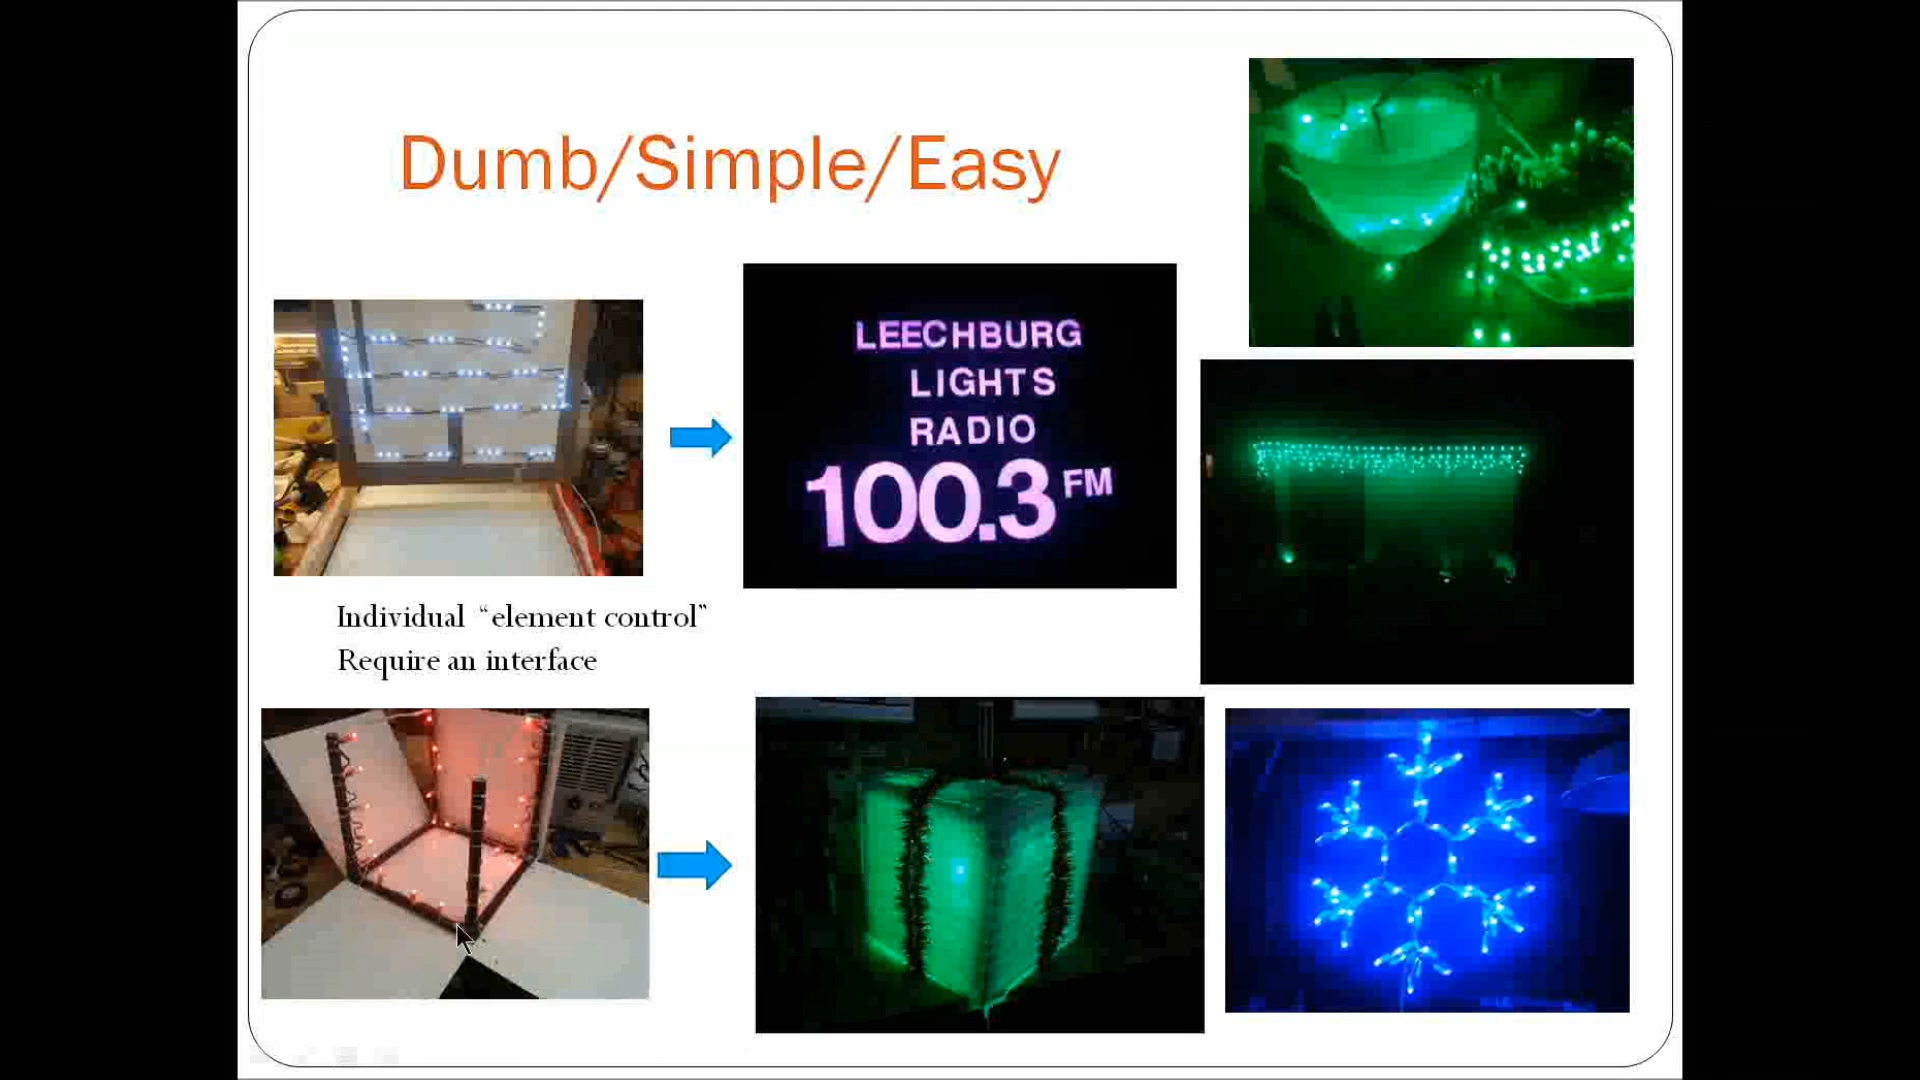 Dumb/Simple/Easy
LEECHBURG
LIGHTS
RADIO
100.3 FM
Individual “element control”
Require an interface